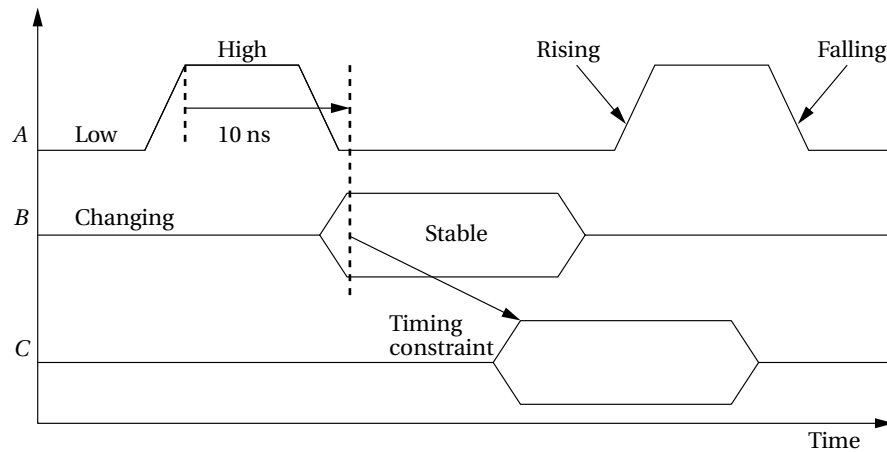 High
Rising
Falling
A
Low
10 ns
B
Changing
Stable
Timing
constraint
C
Time